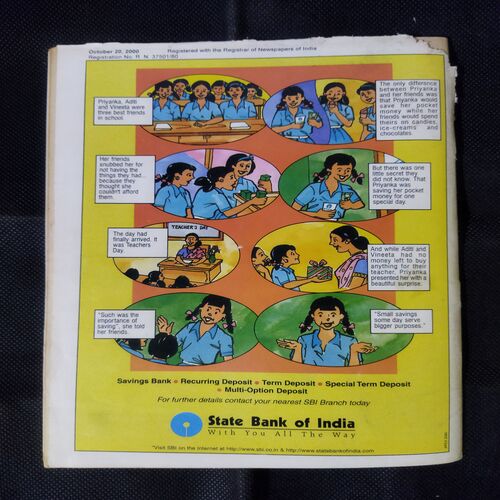 October 20, 2000 Registered with the Registrar of Newspapers of India
Registration No. R. N. 37501/80
Priyanka, Aditi
and Vineeta were
three best friends
in school.
The only difference
between Priyanka
and her friends was
that Priyanka would
save her pocket
money while her
friends would spend
theirs on candies,
ice-creams and
chocolates.
Her friends
snubbed her for
not having the
things they had...
because they
thought she
couldn't afford
them.
But there was one
little secret they
did not know. That
Priyanka was
saving her pocket
money for one
special day.
The day had
finally arrived. It
was Teachers
Day.
TEACHER'S DAY
And while Aditi and
Vineeta had no
money left to buy
anything for their
teacher, Priyanka
presented her with a
beautiful surprise.
"Such was the
importance of
saving", she told
her friends.
"Small savings
some day serve
bigger purposes."
Savings Bank • Recurring Deposit • Term Deposit • Special Term Deposit
• Multi-Option Deposit
For further details contact your nearest SBI Branch today
State Bank of India
With You All The Way
"Visit SBI on the Internet at http://www.sbi.co.in & http://www.statebankofindia.com"